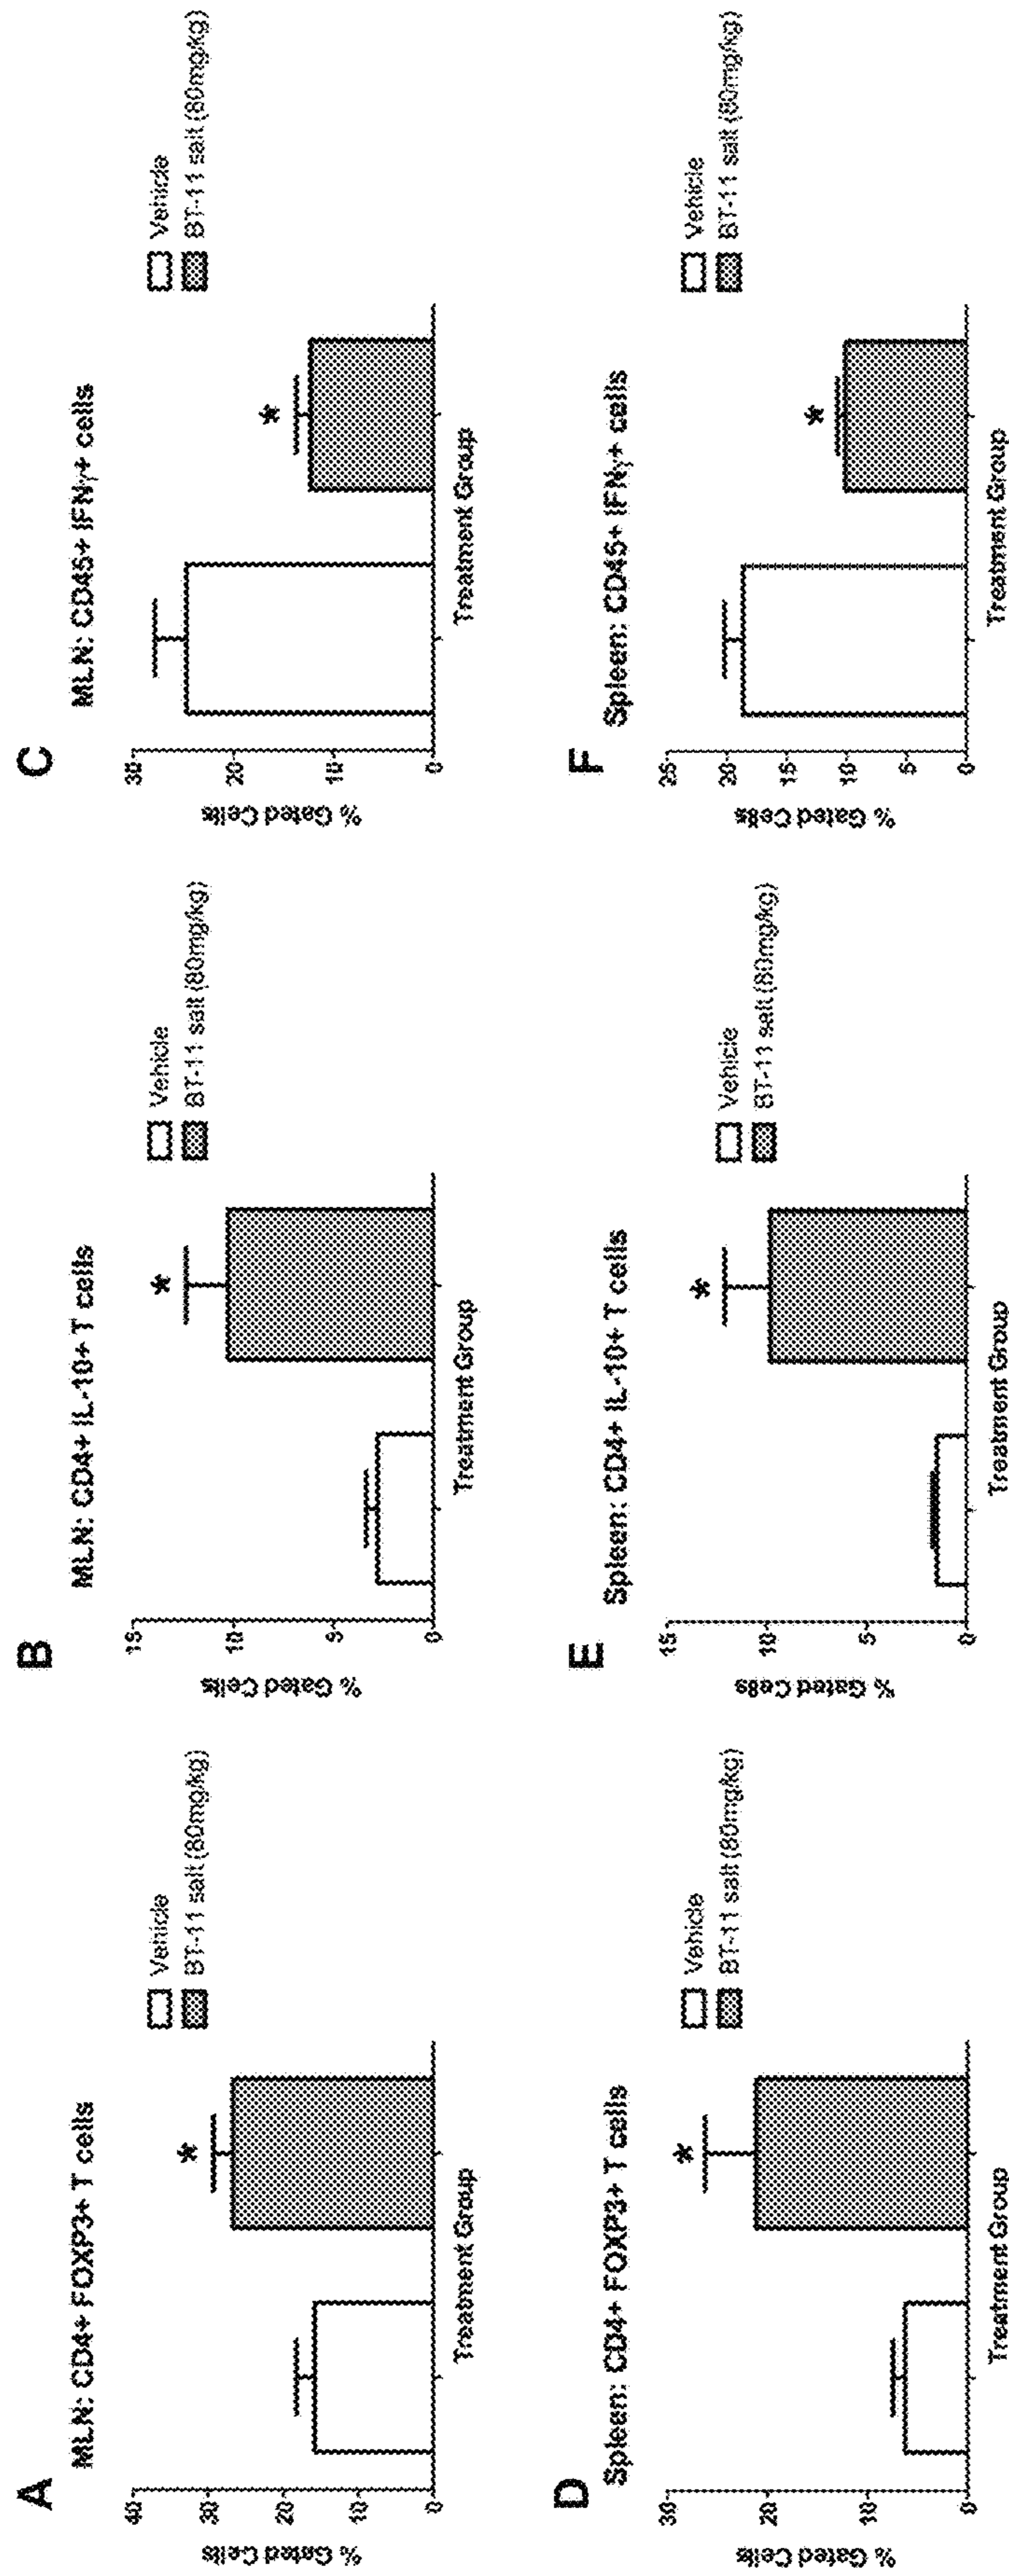 A
MLN: CD4+ FOXP3+ T cells
Vehicle
BT-11 salt (80mg/kg)
% Gated Cells
40
30
20
10
0
Treatment Group
*
B
MLN: CD4+ IL-10+ T cells
Vehicle
BT-11 salt (80mg/kg)
% Gated Cells
15
10
5
0
Treatment Group
*
C
MLN: CD45+ IFNγ+ cells
Vehicle
BT-11 salt (80mg/kg)
% Gated Cells
30
20
10
0
Treatment Group
*
D
Spleen: CD4+ FOXP3+ T cells
Vehicle
BT-11 salt (80mg/kg)
% Gated Cells
30
20
10
0
Treatment Group
*
E
Spleen: CD4+ IL-10+ T cells
Vehicle
BT-11 salt (80mg/kg)
% Gated Cells
15
10
5
0
Treatment Group
*
F
Spleen: CD45+ IFNγ+ cells
Vehicle
BT-11 salt (80mg/kg)
% Gated Cells
25
20
15
10
5
0
Treatment Group
*